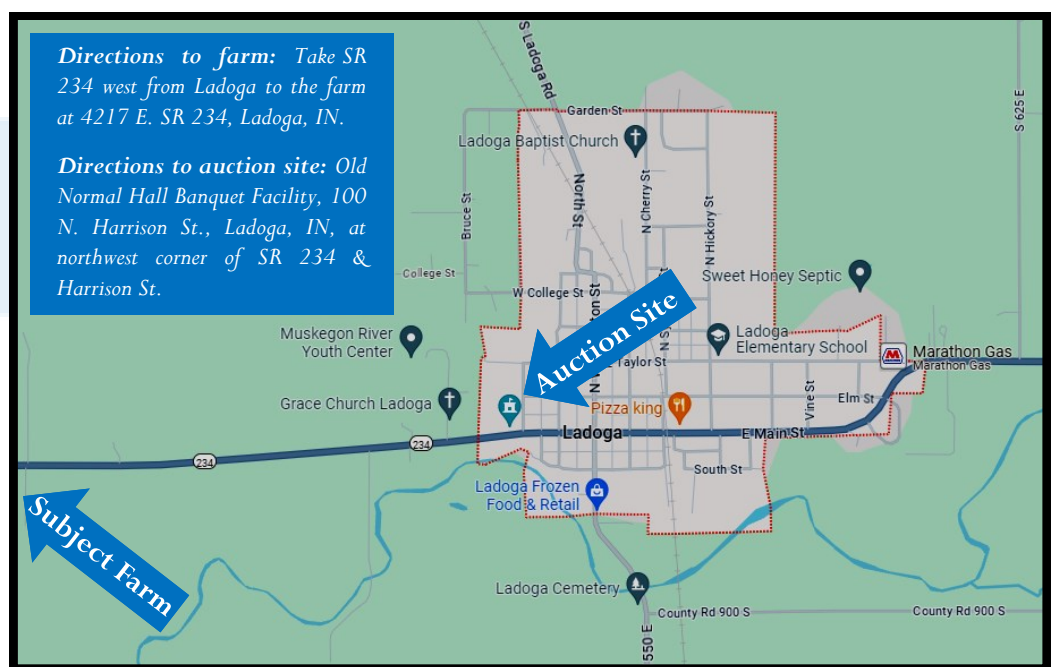 Directions to farm: Take SR
234 west from Ladoga to the farm
at 4217 E. SR 234, Ladoga, IN.
Directions to auction site: Old
Normal Hall Banquet Facility, 100
N. Harrison St., Ladoga, IN, at
northwest corner of SR 234 &
Harrison St.
S Ladoga Rd
S 625 E
Garden St
Ladoga Baptist Church
North St
N Cherry St
N Hickory St
Bruce St
College St
W College St
Sweet Honey Septic
Muskegon River
Youth Center
Auction Site
Ladoga
Elementary School
Marathon Gas
Marathon Gas
Taylor St
Grace Church Ladoga
Pizza king
Vine St
Elm St
Ladoga
E Main St
234
234
South St
Ladoga Frozen
Food & Retail
Subject Farm
Ladoga Cemetery
County Rd 900 S
County Rd 900 S
550 E